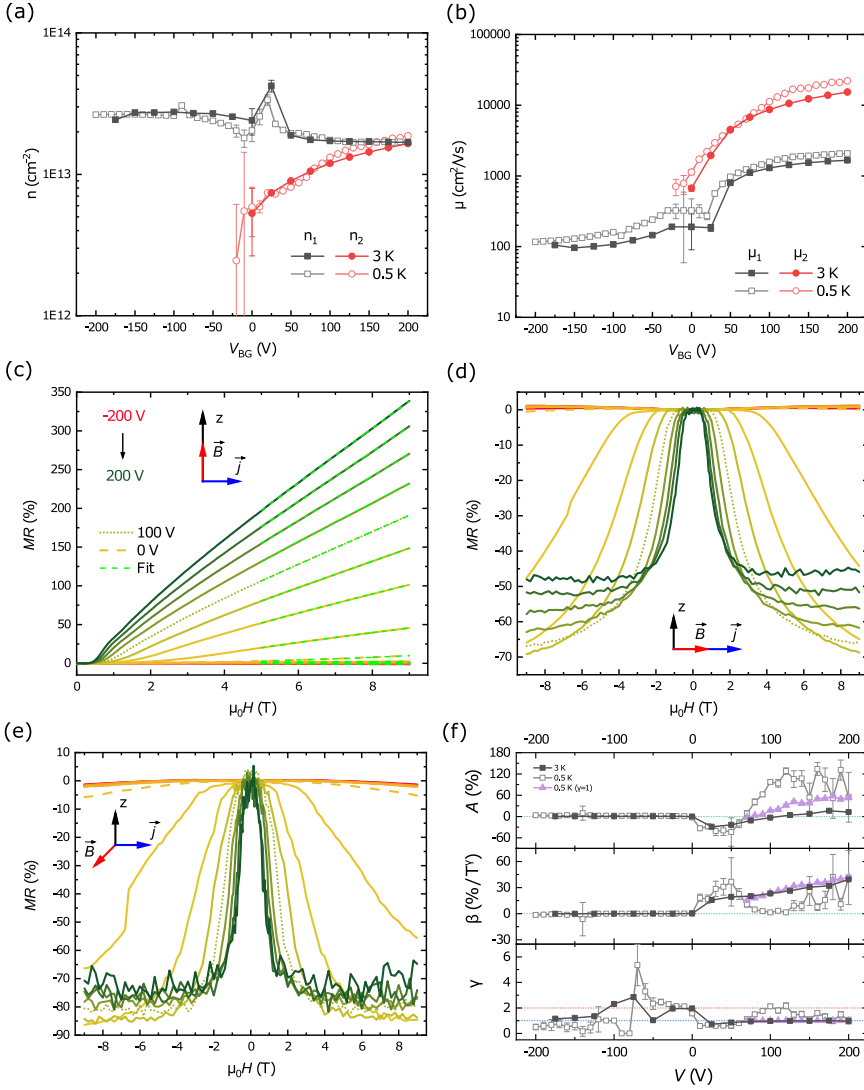 (a)
1E14
1E13
1E12
n (cm-2)
-200 -150 -100 -50 0 50 100 150 200
VBG (V)
n1 n2
3 K
0.5 K
(b)
100000
10000
1000
100
10
μ (cm2/Vs)
-200 -150 -100 -50 0 50 100 150 200
VBG (V)
μ1 μ2
3 K
0.5 K
(c)
350
300
250
200
150
100
50
0
MR (%)
0 2 4 6 8
μ0H (T)
-200 V
200 V
z
B
j
100 V
0 V
Fit
(d)
0
-10
-20
-30
-40
-50
-60
-70
MR (%)
-8 -6 -4 -2 0 2 4 6 8
μ0H (T)
z
B
j
(e)
10
0
-10
-20
-30
-40
-50
-60
-70
-80
-90
MR (%)
-8 -6 -4 -2 0 2 4 6 8
μ0H (T)
z
B
j
(f)
-200 -100 0 100 200
180
120
60
0
-60
A (%)
3 K
0.5 K
0.5 K (γ=1)
60
30
0
-30
β (%/Tγ)
6
4
2
0
γ
-200 -100 0 100 200
V (V)